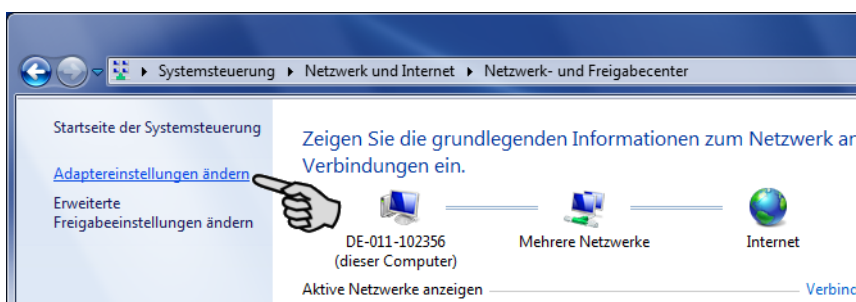 Systemsteuerung ▸ Netzwerk und Internet ▸ Netzwerk- und Freigabecenter
Startseite der Systemsteuerung
Adaptereinstellungen ändern
Erweiterte
Freigabeeinstellungen ändern
Zeigen Sie die grundlegenden Informationen zum Netzwerk an
Verbindungen ein.
DE-011-102356
(dieser Computer)
Mehrere Netzwerke
Internet
Aktive Netzwerke anzeigen
Verbind